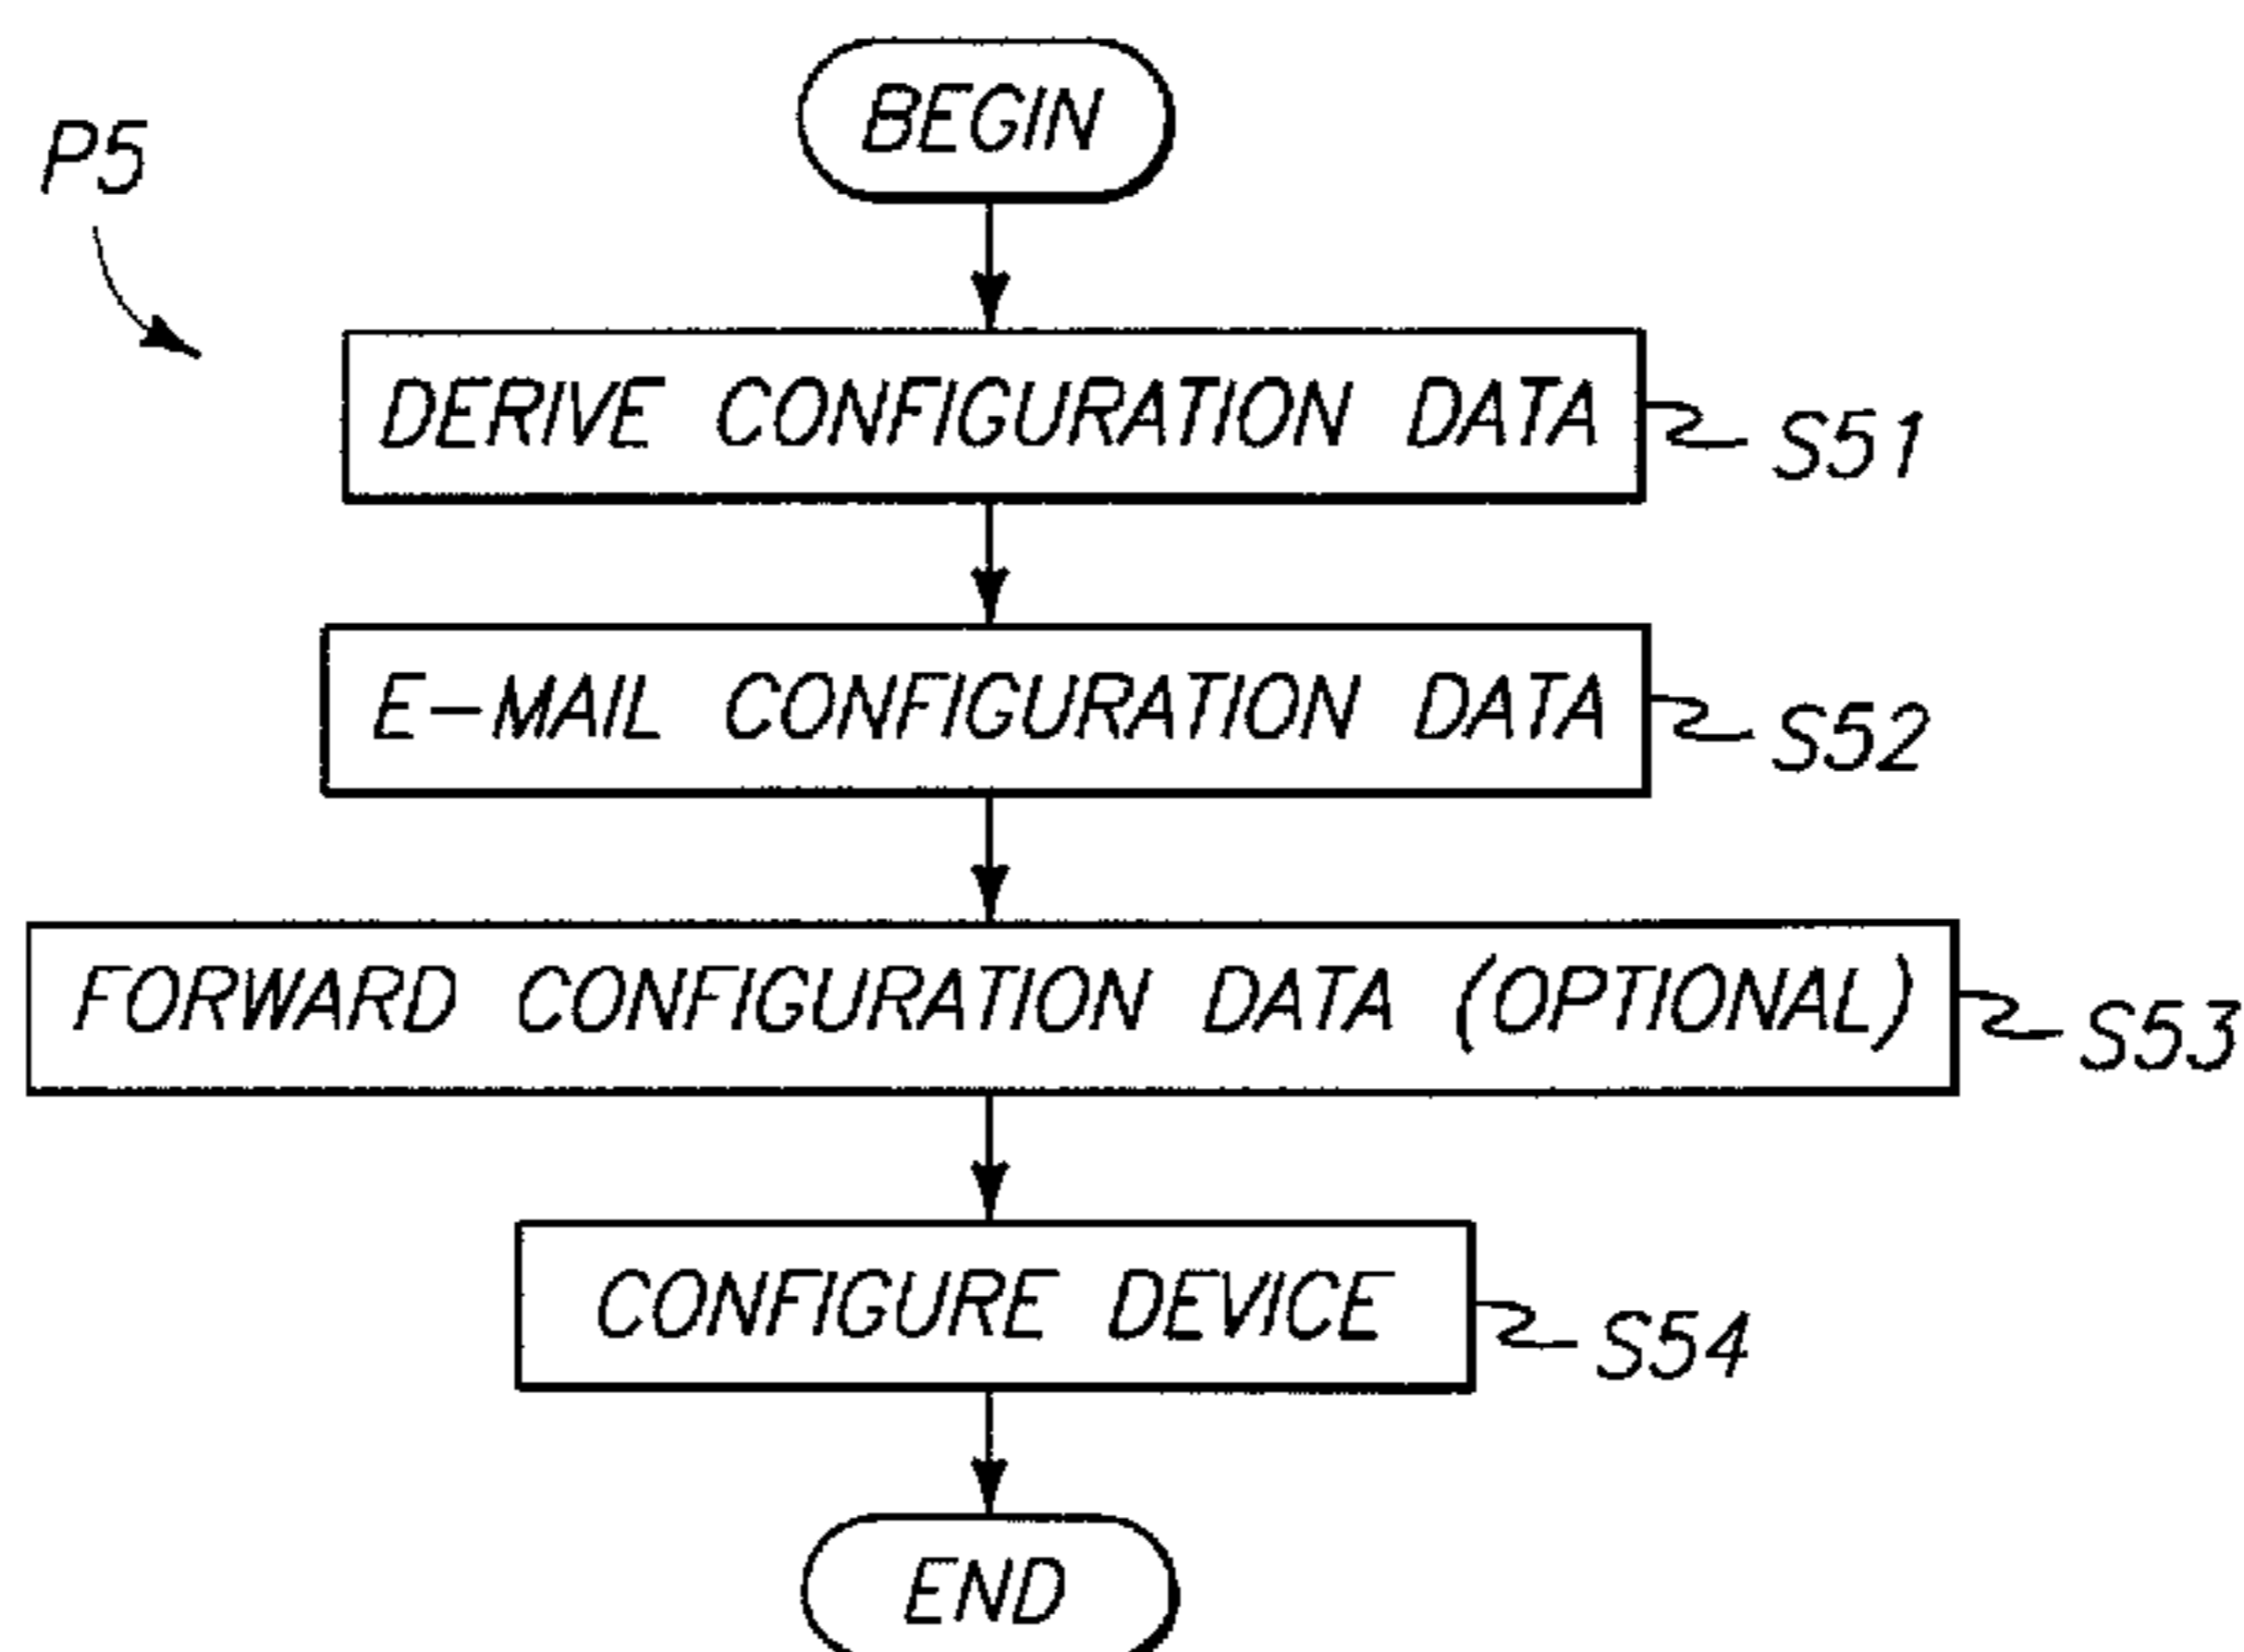 BEGIN
P5
DERIVE CONFIGURATION DATA
S51
E-MAIL CONFIGURATION DATA
S52
FORWARD CONFIGURATION DATA (OPTIONAL)
S53
CONFIGURE DEVICE
S54
END